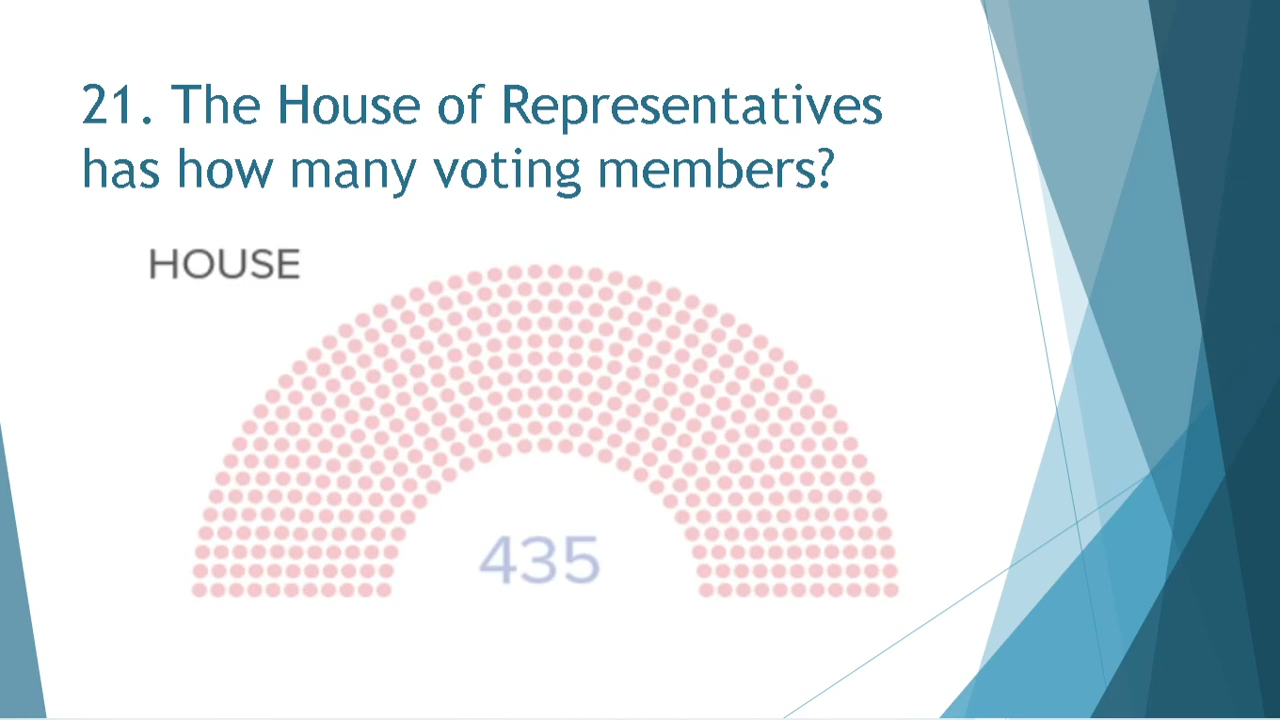 21. The House of Representatives
has how many voting members?
HOUSE
435